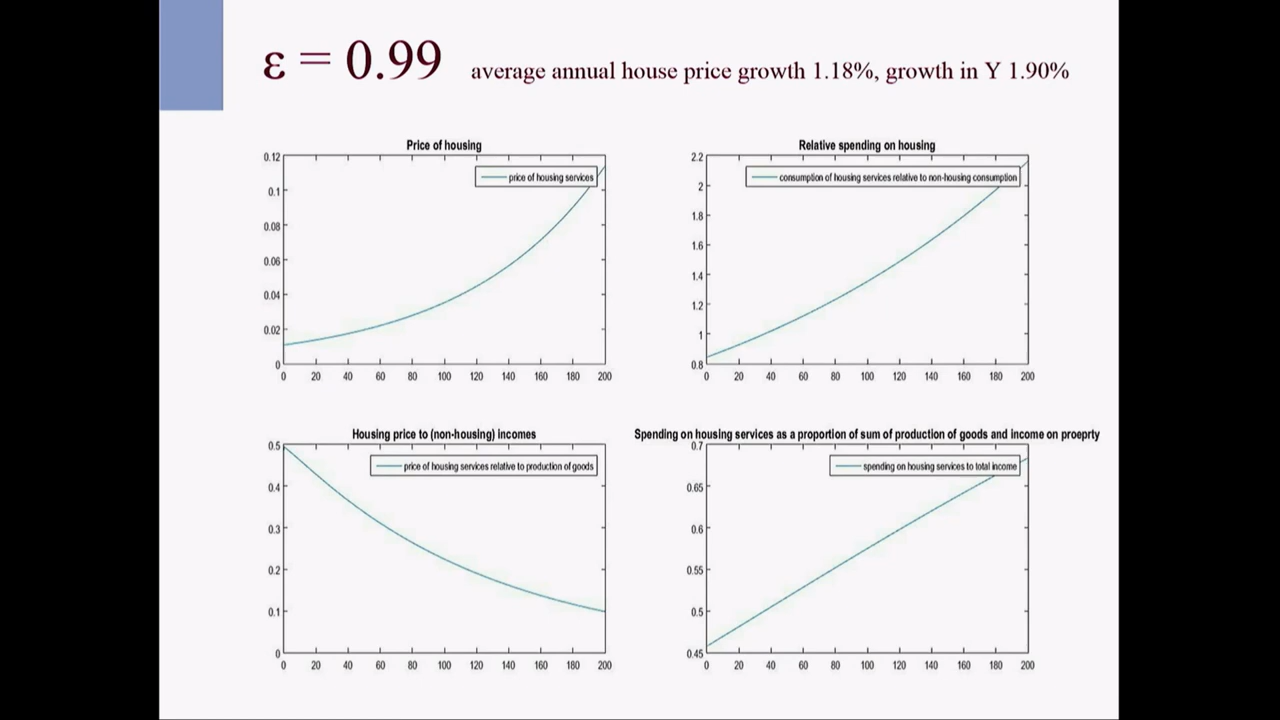 ε = 0.99 average annual house price growth 1.18%, growth in Y 1.90%
Price of housing
price of housing services
0.12
0.1
0.08
0.06
0.04
0.02
0
0 20 40 60 80 100 120 140 160 180 200
Relative spending on housing
consumption of housing services relative to non-housing consumption
2.2
2
1.8
1.6
1.4
1.2
1
0.8
0 20 40 60 80 100 120 140 160 180 200
Housing price to (non-housing) incomes
price of housing services relative to production of goods
0.5
0.4
0.3
0.2
0.1
0
0 20 40 60 80 100 120 140 160 180 200
Spending on housing services as a proportion of sum of production of goods and income on proeprty
spending on housing services to total income
0.7
0.65
0.6
0.55
0.5
0.45
0 20 40 60 80 100 120 140 160 180 200